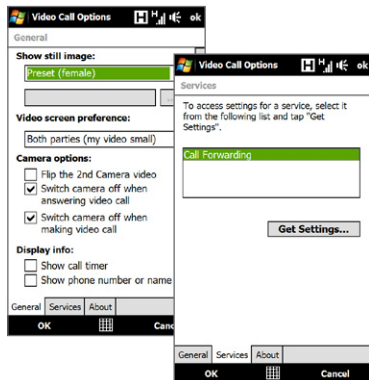 Video Call Options H H ok
General
Show still image:
Preset (female)
...
Video screen preference:
Both parties (my video small)
Camera options:
Flip the 2nd Camera video
Switch camera off when
answering video call
Switch camera off when
making video call
Display info:
Show call timer
Show phone number or name
General Services About
OK Canc
Video Call Options H H ok
Services
To access settings for a service, select it
from the following list and tap "Get
Settings".
Call Forwarding
Get Settings...
General Services About
OK Cancel